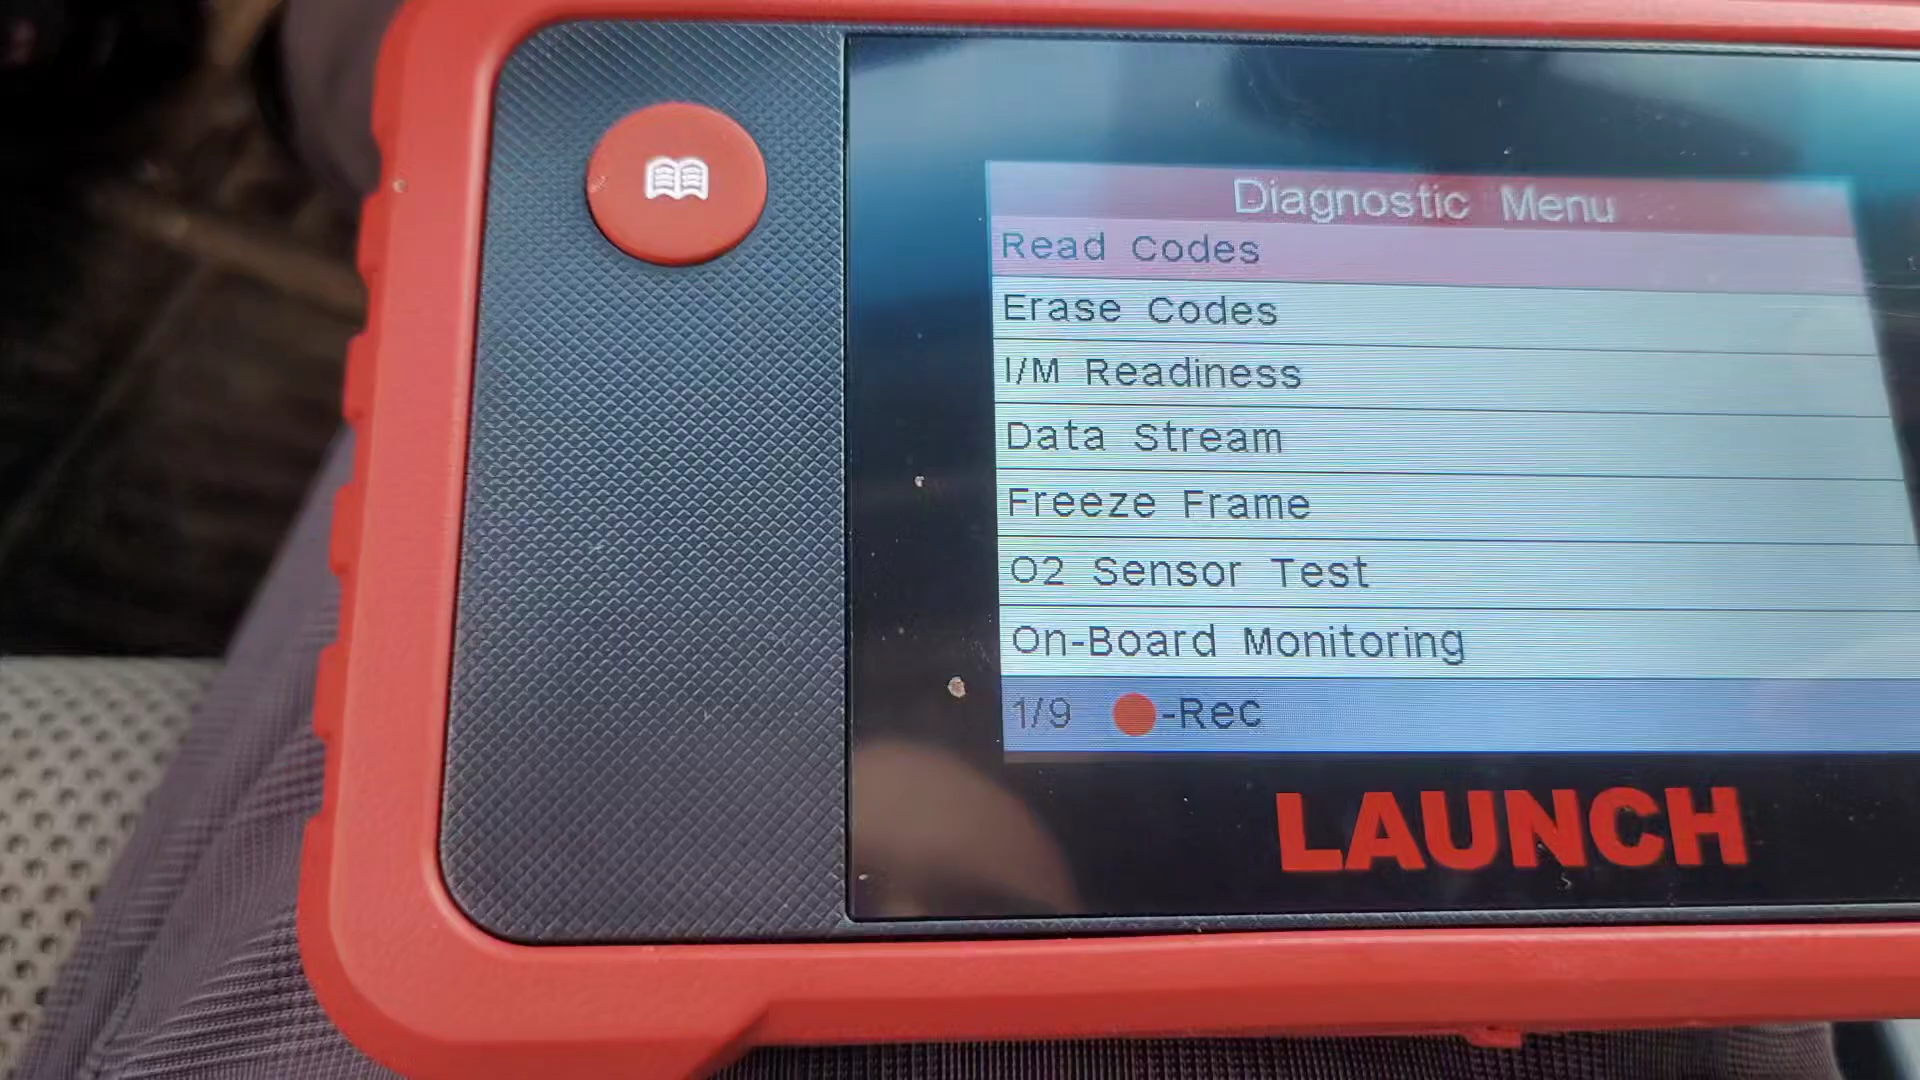 Diagnostic Menu
Read Codes
Erase Codes
I/M Readiness
Data Stream
Freeze Frame
O2 Sensor Test
On-Board Monitoring
1/9 -Rec
LAUNCH